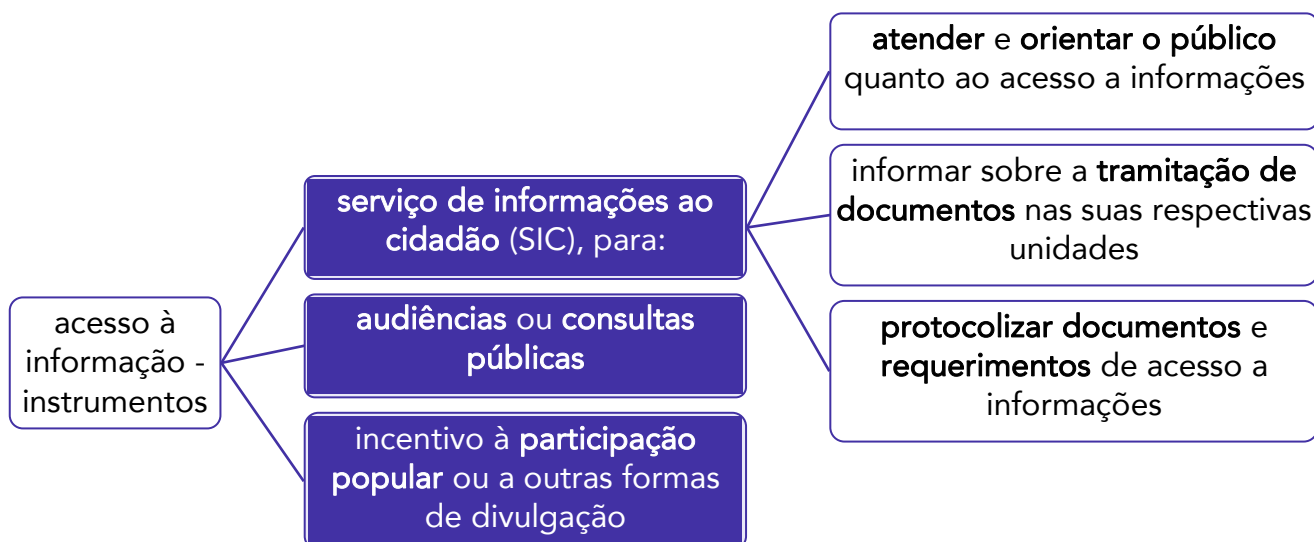 acesso à
informação -
instrumentos
serviço de informações ao
cidadão (SIC), para:
atender e orientar o público
quanto ao acesso a informações
informar sobre a tramitação de
documentos nas suas respectivas
unidades
protocolizar documentos e
requerimentos de acesso a
informações
audiências ou consultas
públicas
incentivo à participação
popular ou a outras formas
de divulgação